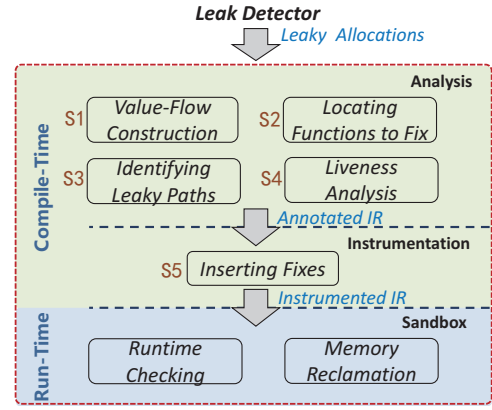 Leak Detector
Leaky Allocations
Analysis
S1 Value-Flow Construction
S2 Locating Functions to Fix
S3 Identifying Leaky Paths
S4 Liveness Analysis
Annotated IR
Compile-Time
Instrumentation
S5 Inserting Fixes
Instrumented IR
Sandbox
Run-Time
Runtime Checking
Memory Reclamation